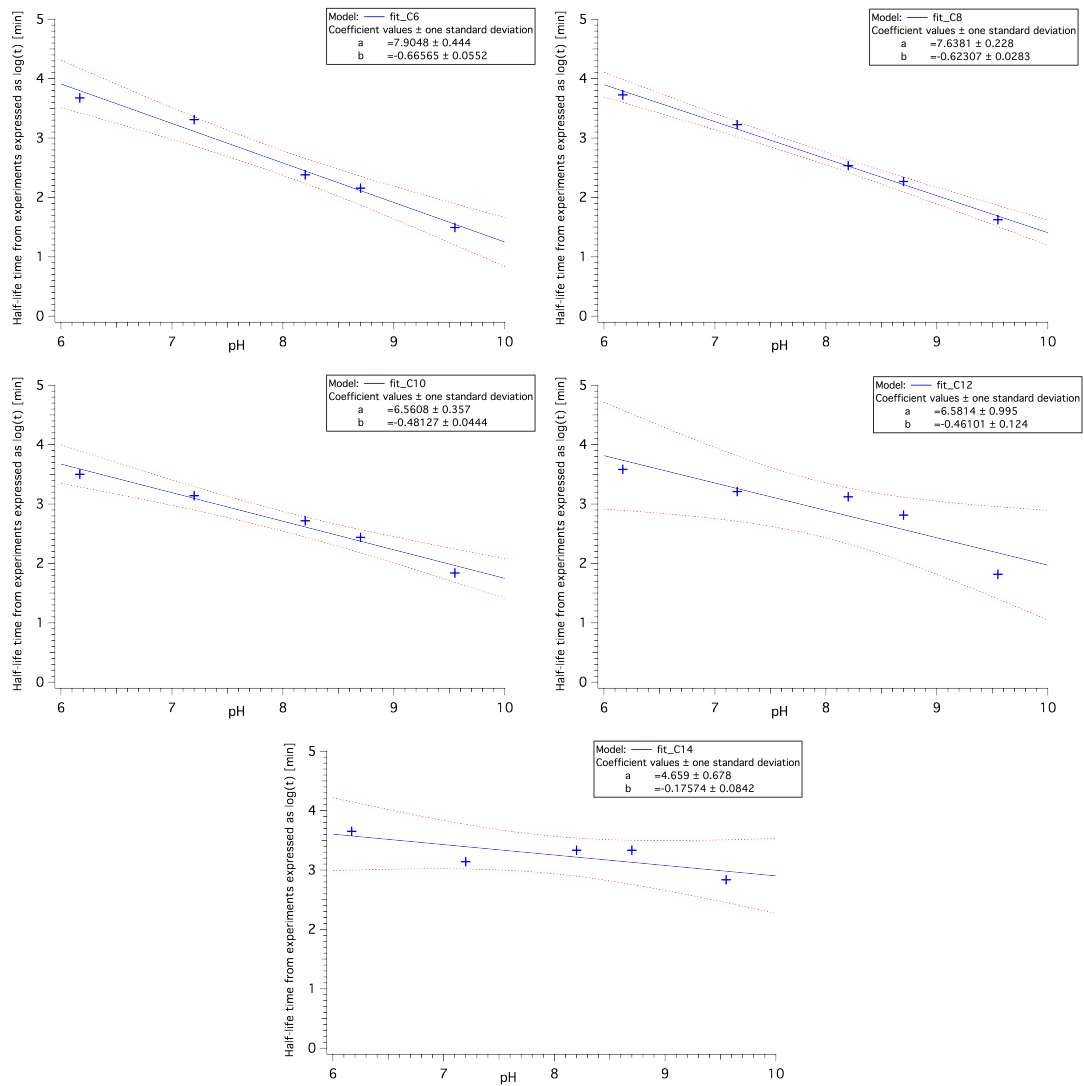 Half-life time from experiments expressed as log(t) [min]
5
4
3
2
1
0
6
7
8
9
10
pH
Model: fit_C6
Coefficient values ± one standard deviation
a =7.9048 ± 0.444
b =-0.66565 ± 0.0552
Half-life time from experiments expressed as log(t) [min]
5
4
3
2
1
0
6
7
8
9
10
pH
Model: fit_C8
Coefficient values ± one standard deviation
a =7.6381 ± 0.228
b =-0.62307 ± 0.0283
Half-life time from experiments expressed as log(t) [min]
5
4
3
2
1
0
6
7
8
9
10
pH
Model: fit_C10
Coefficient values ± one standard deviation
a =6.5608 ± 0.357
b =-0.48127 ± 0.0444
Half-life time from experiments expressed as log(t) [min]
5
4
3
2
1
0
6
7
8
9
10
pH
Model: fit_C12
Coefficient values ± one standard deviation
a =6.5814 ± 0.995
b =-0.46101 ± 0.124
Half-life time from experiments expressed as log(t) [min]
5
4
3
2
1
0
6
7
8
9
10
pH
Model: fit_C14
Coefficient values ± one standard deviation
a =4.659 ± 0.678
b =-0.17574 ± 0.0842